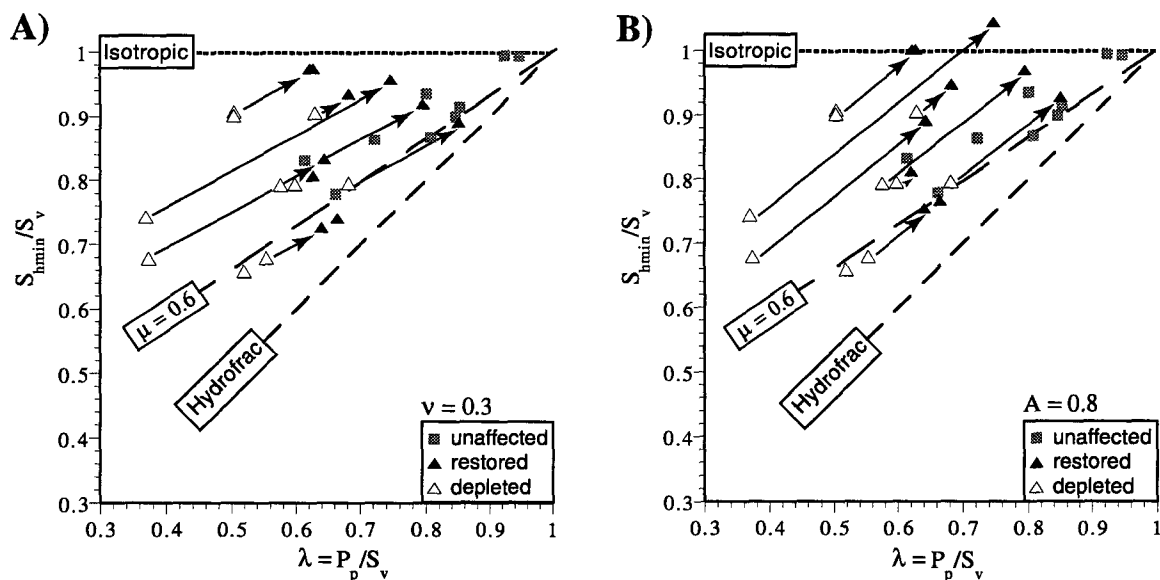 A)
Isotropic
1
0.9
0.8
0.7
0.6
0.5
0.4
0.3
S_hmin/S_v
μ = 0.6
Hydrofrac
ν = 0.3
unaffected
restored
depleted
0.3 0.4 0.5 0.6 0.7 0.8 0.9 1
λ = P_p/S_v
B)
Isotropic
1
0.9
0.8
0.7
0.6
0.5
0.4
0.3
S_hmin/S_v
μ = 0.6
Hydrofrac
A = 0.8
unaffected
restored
depleted
0.3 0.4 0.5 0.6 0.7 0.8 0.9 1
λ = P_p/S_v